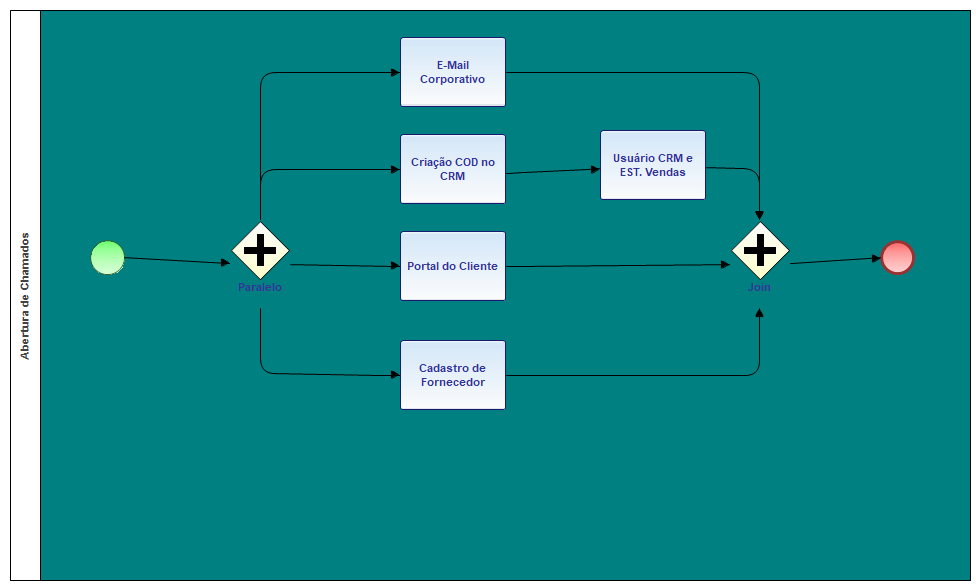 Abertura de Chamados
E-Mail
Corporativo
Criação COD no
CRM
Usuário CRM e
EST. Vendas
Portal do Cliente
Paralelo
Join
Cadastro de
Fornecedor